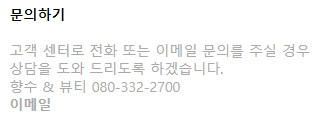 문의하기
고객 센터로 전화 또는 이메일 문의를 주실 경우
상담을 도와 드리도록 하겠습니다.
향수 & 뷰티 080-332-2700
이메일